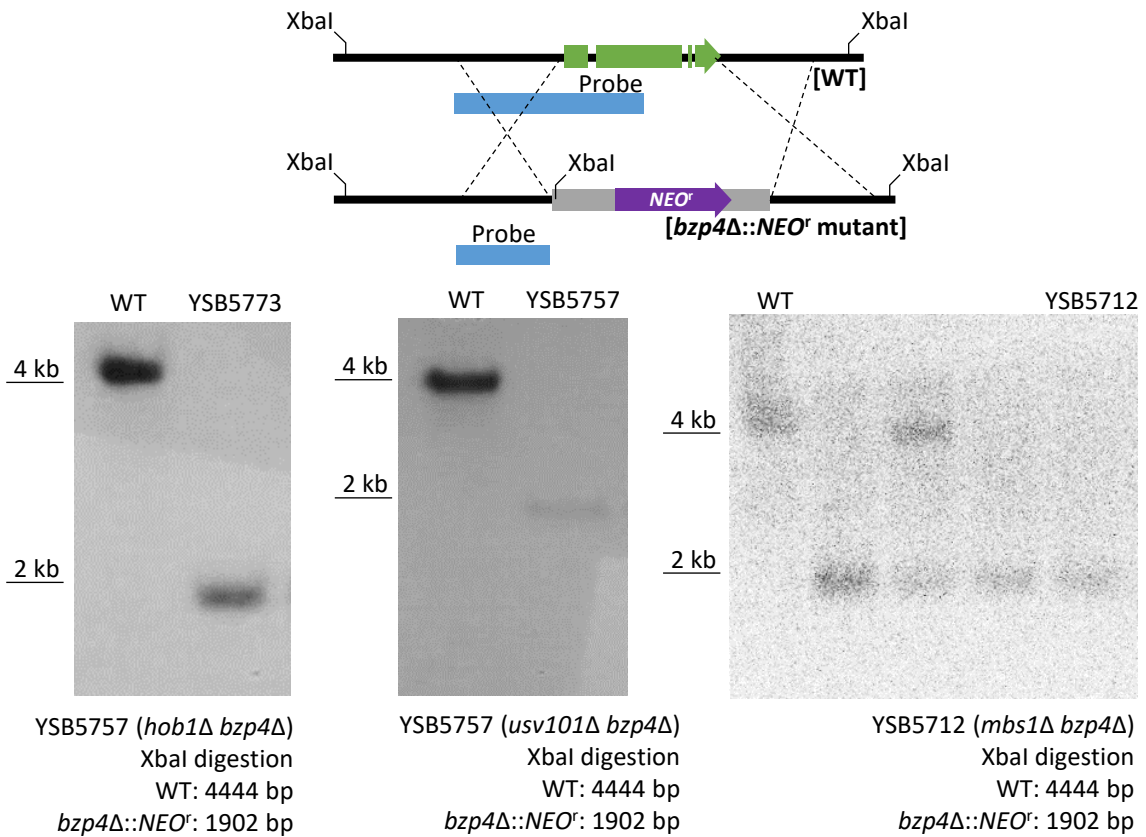 XbaI
XbaI
Probe
[WT]
XbaI
XbaI
XbaI
NEOʳ
[bzp4Δ::NEOʳ mutant]
Probe
WT YSB5773
4 kb
2 kb
YSB5757 (hob1Δ bzp4Δ)
XbaI digestion
WT: 4444 bp
bzp4Δ::NEOʳ: 1902 bp
WT YSB5757
4 kb
2 kb
YSB5757 (usv101Δ bzp4Δ)
XbaI digestion
WT: 4444 bp
bzp4Δ::NEOʳ: 1902 bp
WT YSB5712
4 kb
2 kb
YSB5712 (mbs1Δ bzp4Δ)
XbaI digestion
WT: 4444 bp
bzp4Δ::NEOʳ: 1902 bp